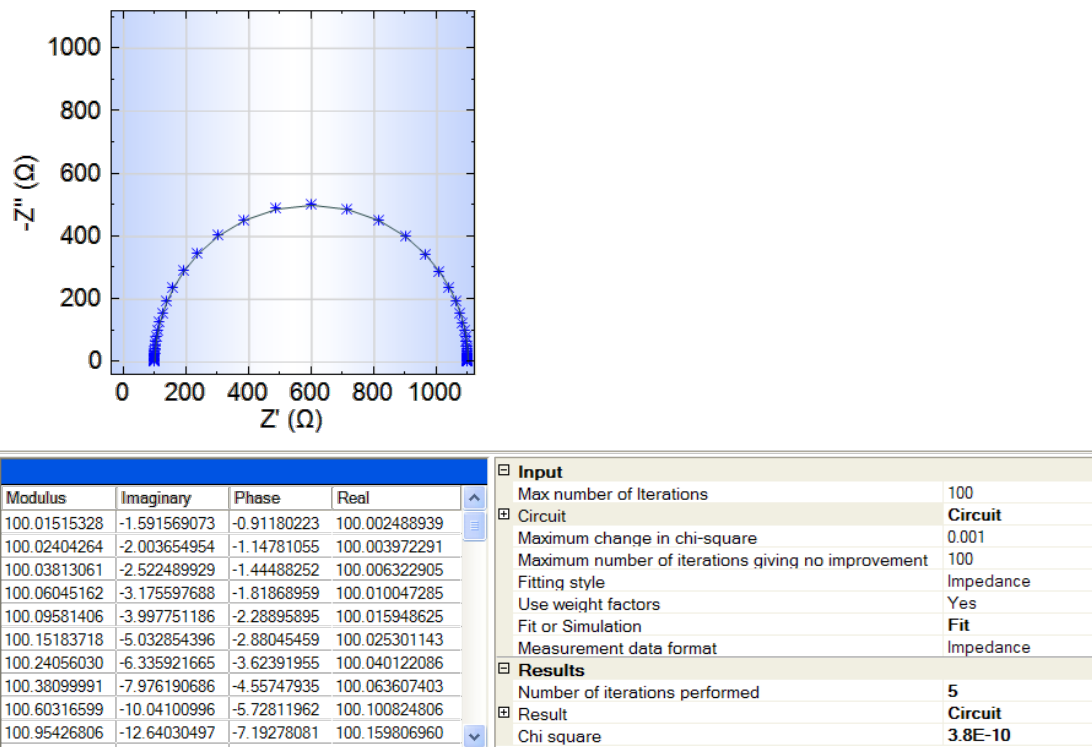 1000
800
600
400
200
0
-Z" (Ω)
0 200 400 600 800 1000
Z' (Ω)
Modulus Imaginary Phase Real
100.01515328 -1.591569073 -0.91180223 100.002488939
100.02404264 -2.003654954 -1.14781055 100.003972291
100.03813061 -2.522489929 -1.44488252 100.006322905
100.06045162 -3.175597688 -1.81868959 100.010047285
100.09581406 -3.997751186 -2.28895895 100.015948625
100.15183718 -5.032854396 -2.88045459 100.025301143
100.24056030 -6.335921665 -3.62391955 100.040122086
100.38099991 -7.976190686 -4.55747935 100.063607403
100.60316599 -10.04100996 -5.72811962 100.100824806
100.95426806 -12.64030497 -7.19278081 100.159806960
Input
Max number of Iterations 100
Circuit Circuit
Maximum change in chi-square 0.001
Maximum number of iterations giving no improvement 100
Fitting style Impedance
Use weight factors Yes
Fit or Simulation Fit
Measurement data format Impedance
Results
Number of iterations performed 5
Result Circuit
Chi square 3.8E-10